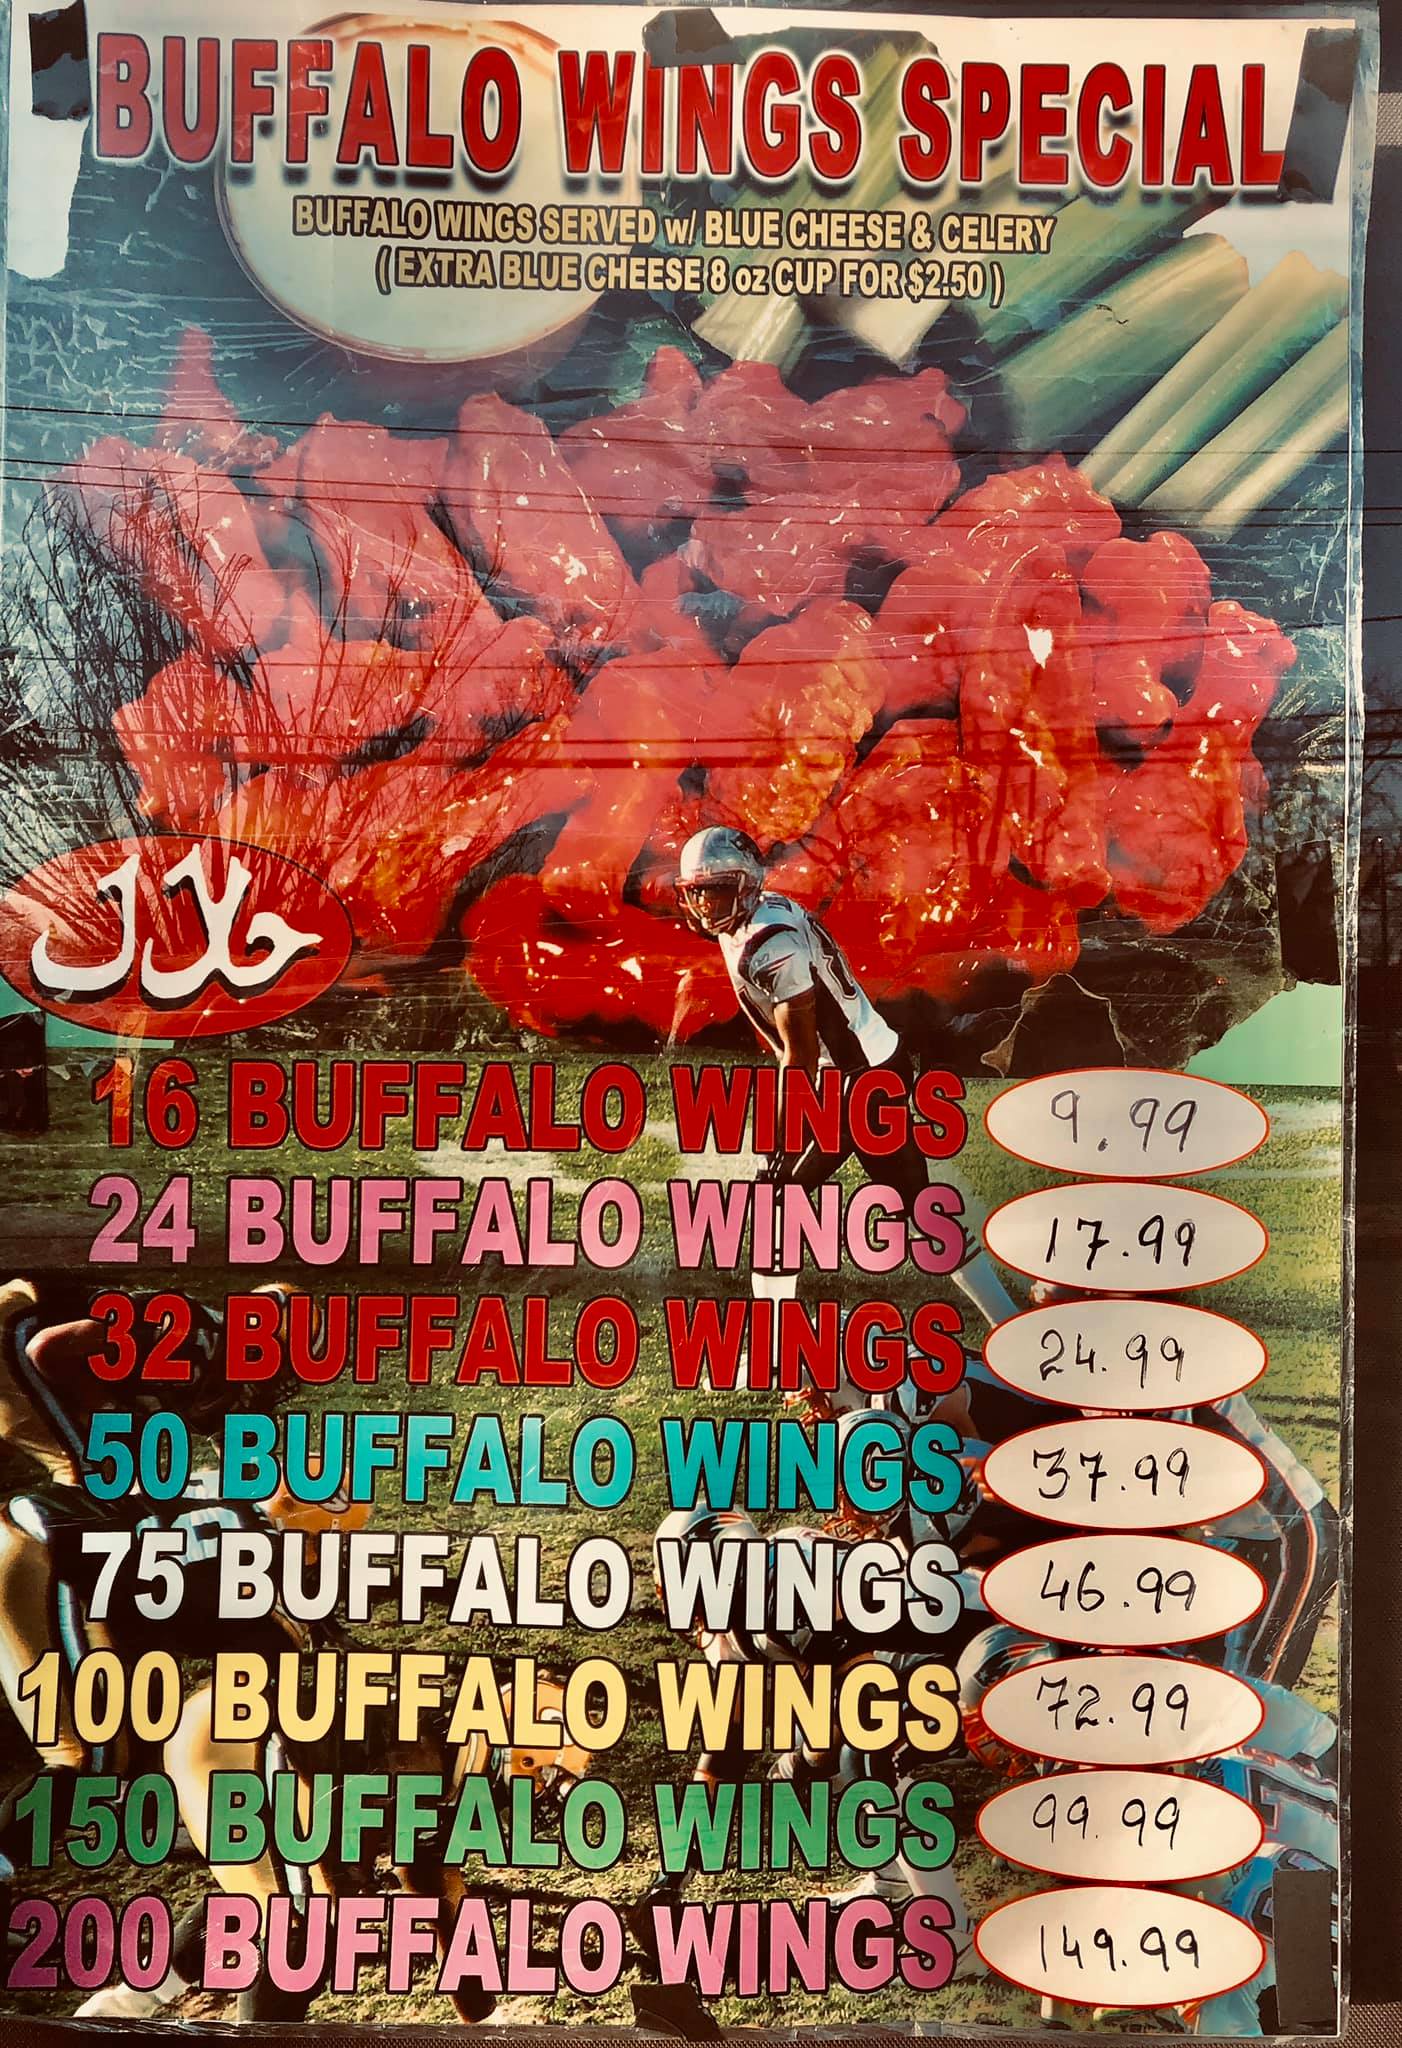 BUFFALO WINGS SPECIAL
BUFFALO WINGS SERVED w/ BLUE CHEESE & CELERY
( EXTRA BLUE CHEESE 8 oz CUP FOR $2.50 )
حلال
16 BUFFALO WINGS 9.99
24 BUFFALO WINGS 17.99
32 BUFFALO WINGS 24.99
50 BUFFALO WINGS 37.99
75 BUFFALO WINGS 46.99
100 BUFFALO WINGS 72.99
150 BUFFALO WINGS 99.99
200 BUFFALO WINGS 149.99